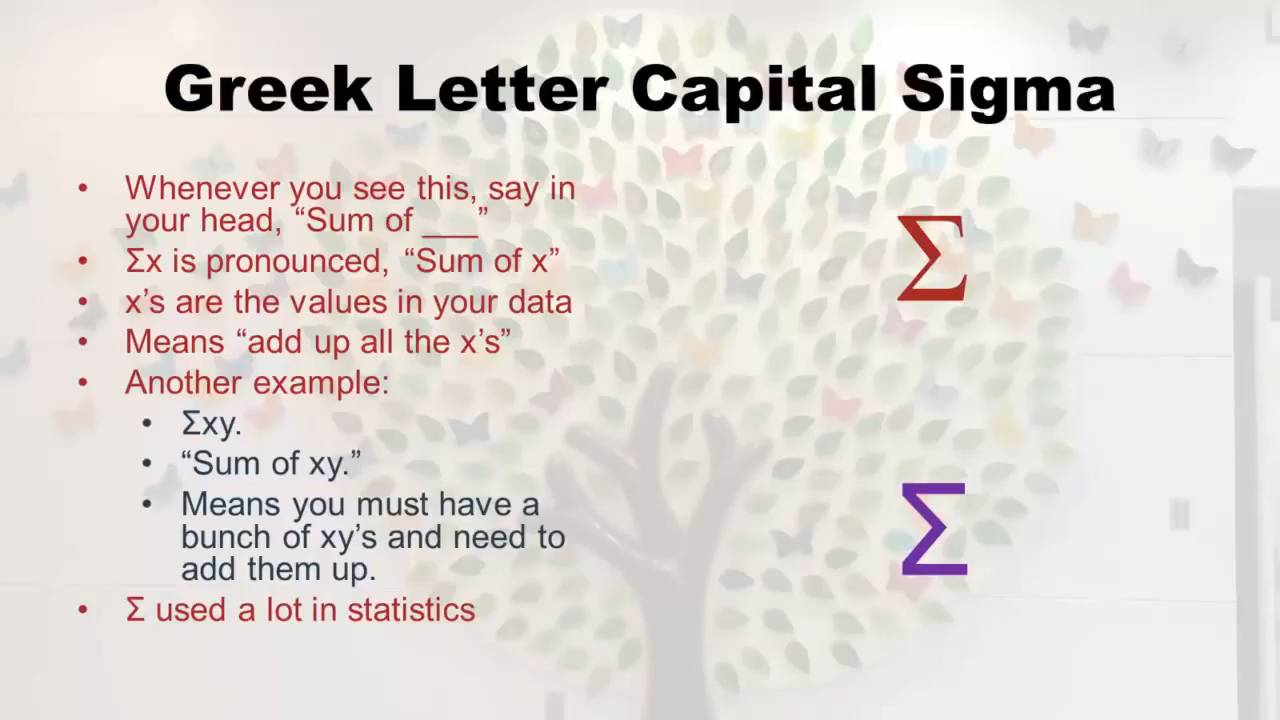 Greek Letter Capital Sigma
• Whenever you see this, say in
your head, “Sum of ___”
• Σx is pronounced, “Sum of x”
• x’s are the values in your data
• Means “add up all the x’s”
• Another example:
• Σxy.
• “Sum of xy.”
• Means you must have a
bunch of xy’s and need to
add them up.
• Σ used a lot in statistics
Σ
Σ